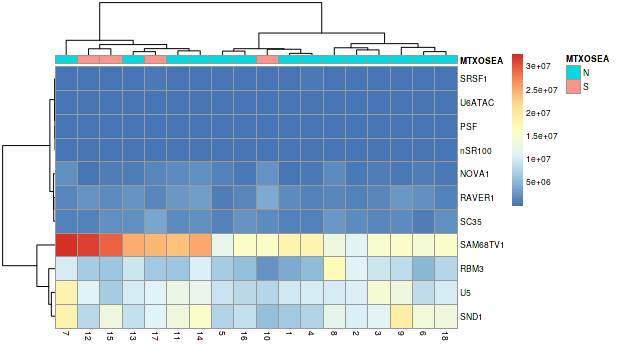 MTXOSEA
SRSF1
U6ATAC
PSF
nSR100
NOVA1
RAVER1
SC35
SAM68TV1
RBM3
U5
SND1
7 12 15 13 17 11 14 5 16 10 1 4 8 2 3 9 6 18
3e+07
2.5e+07
2e+07
1.5e+07
1e+07
5e+06
MTXOSEA
N
S